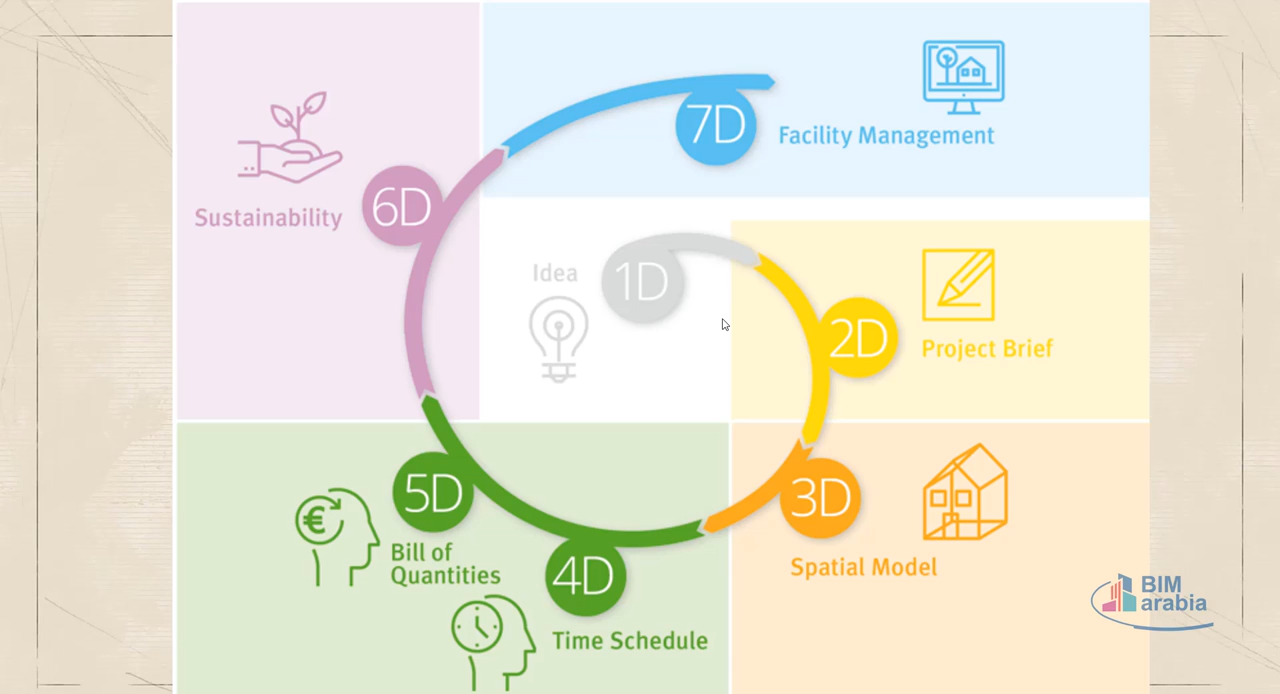 7D
Facility Management
6D
Sustainability
Idea
1D
2D
Project Brief
5D
Bill of
Quantities
€
4D
Time Schedule
3D
Spatial Model
BIM
arabia